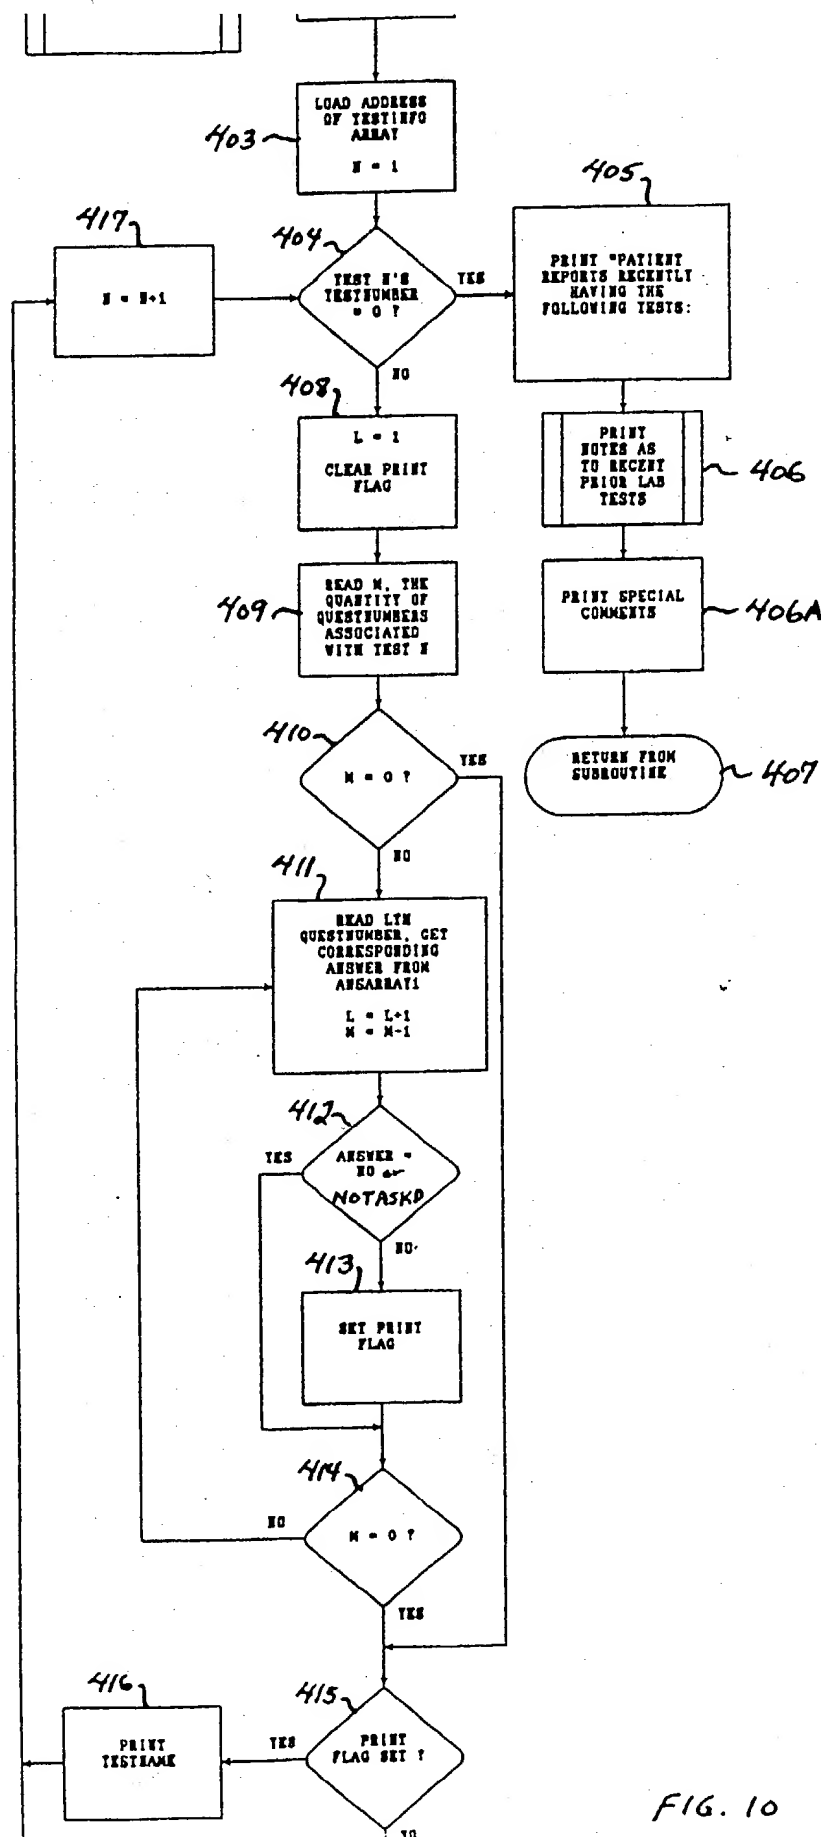 LOAD ADDRESS
OF TESTINFO
ARRAY
N = 1
403
405
417
404
N = N+1
TEST N'S
TESTNUMBER
= 0 ?
YES
PRINT "PATIENT
REPORTS RECENTLY
HAVING THE
FOLLOWING TESTS:
NO
408
L = 1
CLEAR PRINT
FLAG
PRINT
NOTES AS
TO RECENT
PRIOR LAB
TESTS
406
409
READ M, THE
QUANTITY OF
QUESTNUMBERS
ASSOCIATED
WITH TEST N
PRINT SPECIAL
COMMENTS
406A
410
M = 0 ?
YES
RETURN FROM
SUBROUTINE
407
NO
411
READ LTH
QUESTNUMBER, GET
CORRESPONDING
ANSWER FROM
ANSARRAY1
L = L+1
M = M-1
412
YES
ANSWER =
NO or
NOTASKD
NO
413
SET PRINT
FLAG
414
NO
M = 0 ?
YES
416
415
PRINT
TESTNAME
YES
PRINT
FLAG SET ?
NO
FIG. 10